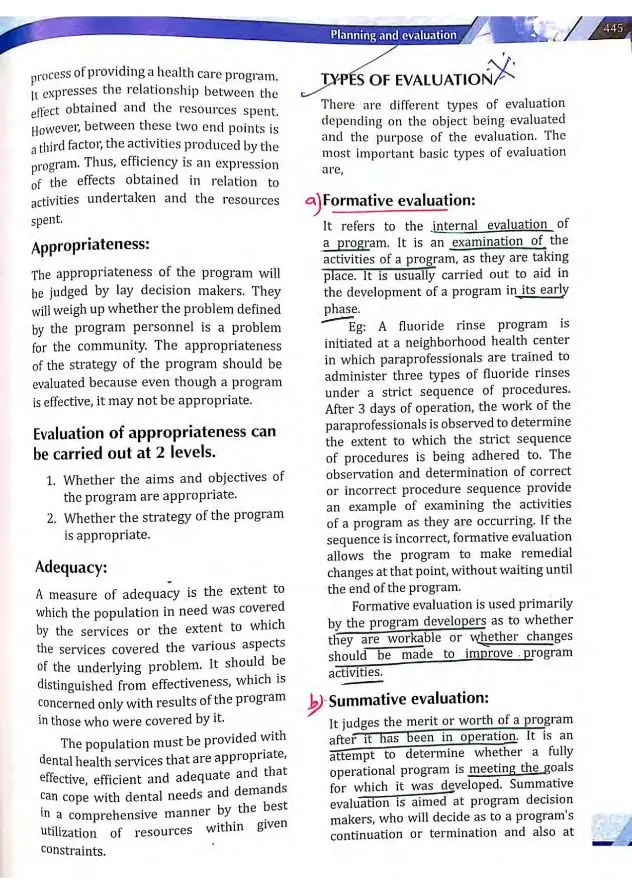 Planning and evaluation
445
process of providing a health care program.
It expresses the relationship between the
effect obtained and the resources spent.
However, between these two end points is
a third factor, the activities produced by the
program. Thus, efficiency is an expression
of the effects obtained in relation to
activities undertaken and the resources
spent.
Appropriateness:
The appropriateness of the program will
be judged by lay decision makers. They
will weigh up whether the problem defined
by the program personnel is a problem
for the community. The appropriateness
of the strategy of the program should be
evaluated because even though a program
is effective, it may not be appropriate.
Evaluation of appropriateness can
be carried out at 2 levels.
1. Whether the aims and objectives of
the program are appropriate.
2. Whether the strategy of the program
is appropriate.
Adequacy:
A measure of adequacy is the extent to
which the population in need was covered
by the services or the extent to which
the services covered the various aspects
of the underlying problem. It should be
distinguished from effectiveness, which is
concerned only with results of the program
in those who were covered by it.
The population must be provided with
dental health services that are appropriate,
effective, efficient and adequate and that
can cope with dental needs and demands
in a comprehensive manner by the best
utilization of resources within given
constraints.
TYPES OF EVALUATION
There are different types of evaluation
depending on the object being evaluated
and the purpose of the evaluation. The
most important basic types of evaluation
are,
a) Formative evaluation:
It refers to the internal evaluation of
a program. It is an examination of the
activities of a program, as they are taking
place. It is usually carried out to aid in
the development of a program in its early
phase.
Eg: A fluoride rinse program is
initiated at a neighborhood health center
in which paraprofessionals are trained to
administer three types of fluoride rinses
under a strict sequence of procedures.
After 3 days of operation, the work of the
paraprofessionals is observed to determine
the extent to which the strict sequence
of procedures is being adhered to. The
observation and determination of correct
or incorrect procedure sequence provide
an example of examining the activities
of a program as they are occurring. If the
sequence is incorrect, formative evaluation
allows the program to make remedial
changes at that point, without waiting until
the end of the program.
Formative evaluation is used primarily
by the program developers as to whether
they are workable or whether changes
should be made to improve program
activities.
b) Summative evaluation:
It judges the merit or worth of a program
after it has been in operation. It is an
attempt to determine whether a fully
operational program is meeting the goals
for which it was developed. Summative
evaluation is aimed at program decision
makers, who will decide as to a program's
continuation or termination and also at